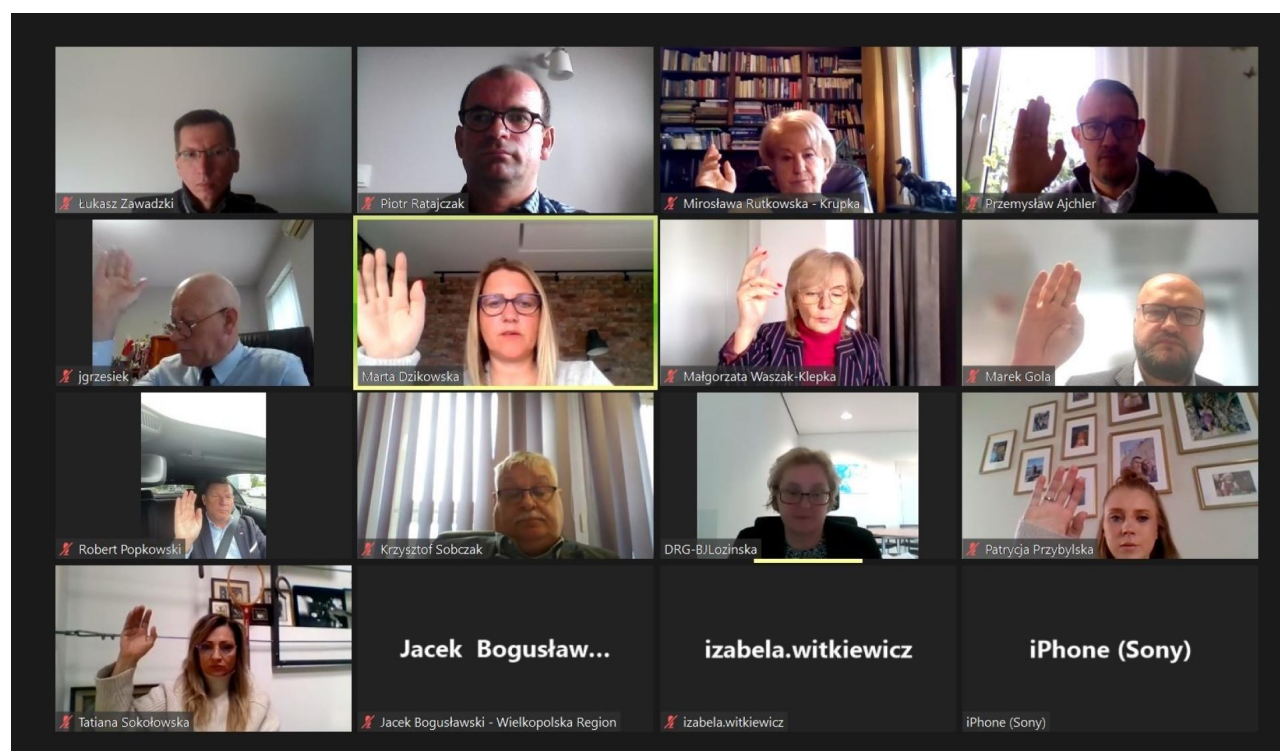 Łukasz Zawadzki
Piotr Ratajczak
Mirosława Rutkowska - Krupka
Przemysław Ajchler
jgrzesiek
Marta Dzikowska
Małgorzata Waszak-Klepka
Marek Gola
Robert Popkowski
Krzysztof Sobczak
DRG-BJLozinska
Patrycja Przybylska
Tatiana Sokołowska
Jacek Bogusław...
Jacek Bogusławski - Wielkopolska Region
izabela.witkiewicz
izabela.witkiewicz
iPhone (Sony)
iPhone (Sony)